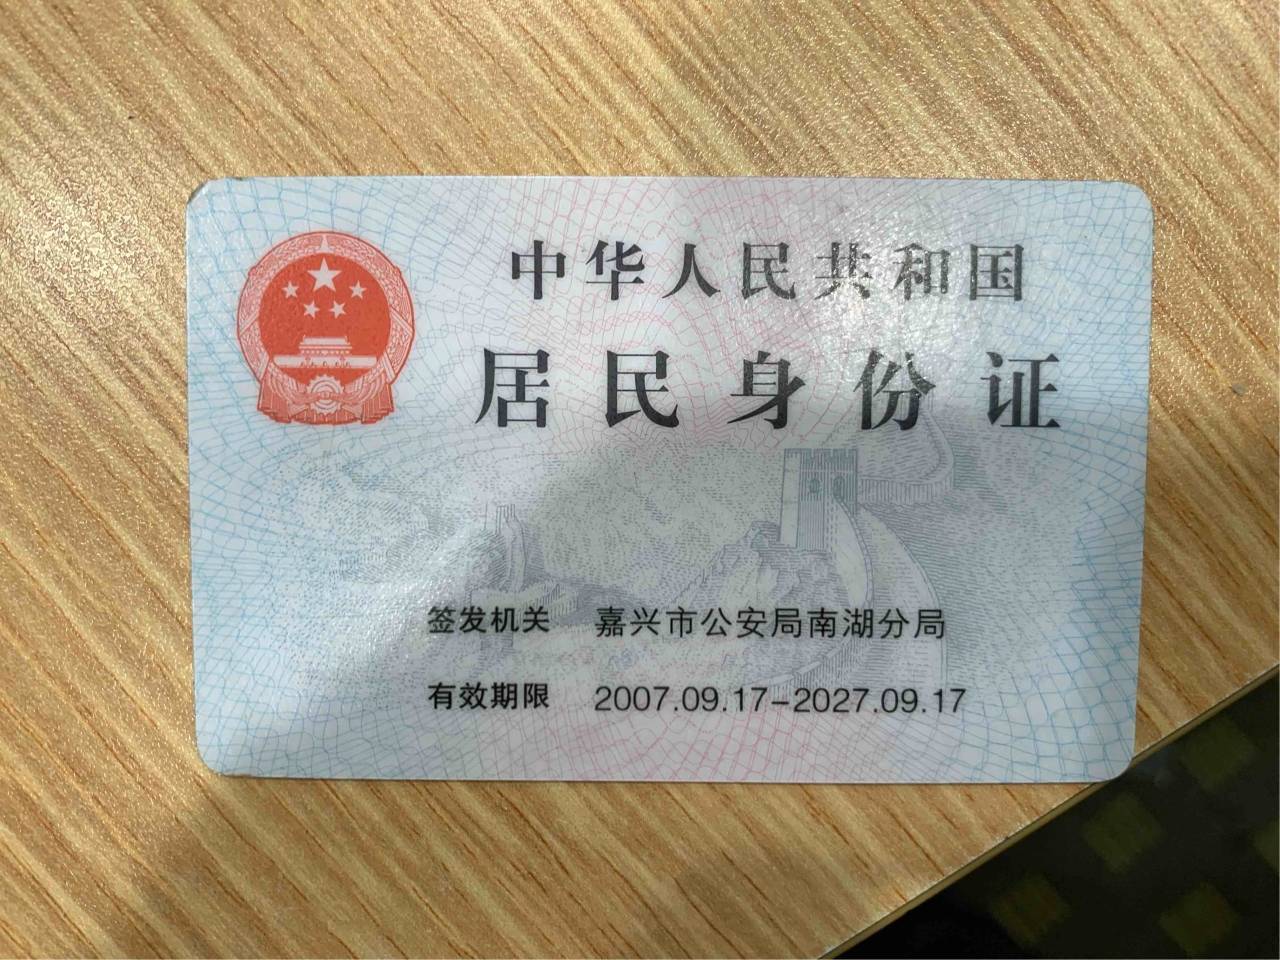 中华人民共和国
居民身份证
签发机关 嘉兴市公安局南湖分局
有效期限 2007.09.17-2027.09.17